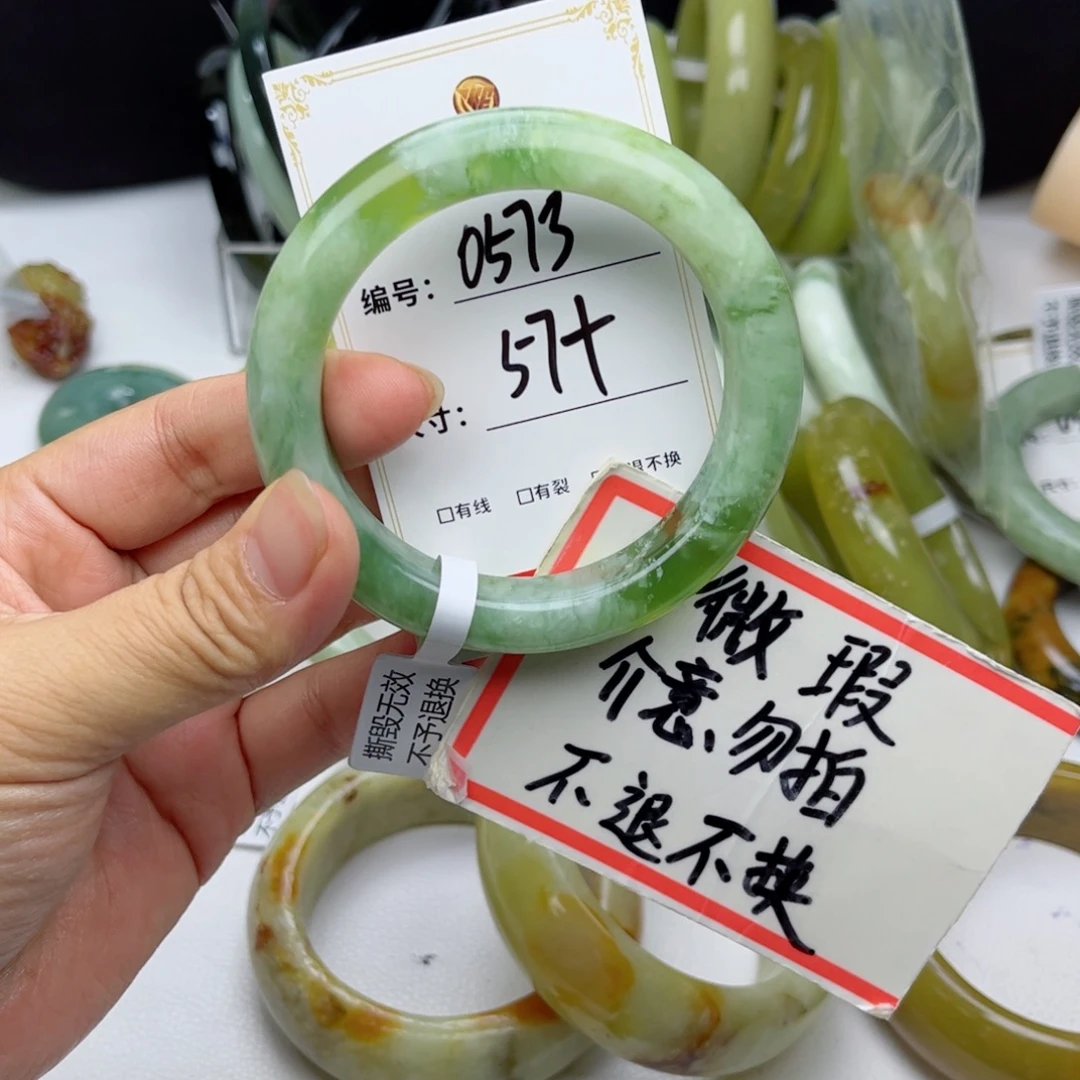 编号: 0573
寸: 57+
□有线 □有裂 退不换
微 瑕
介意勿拍
不退不换
撕毁无效
不予退换